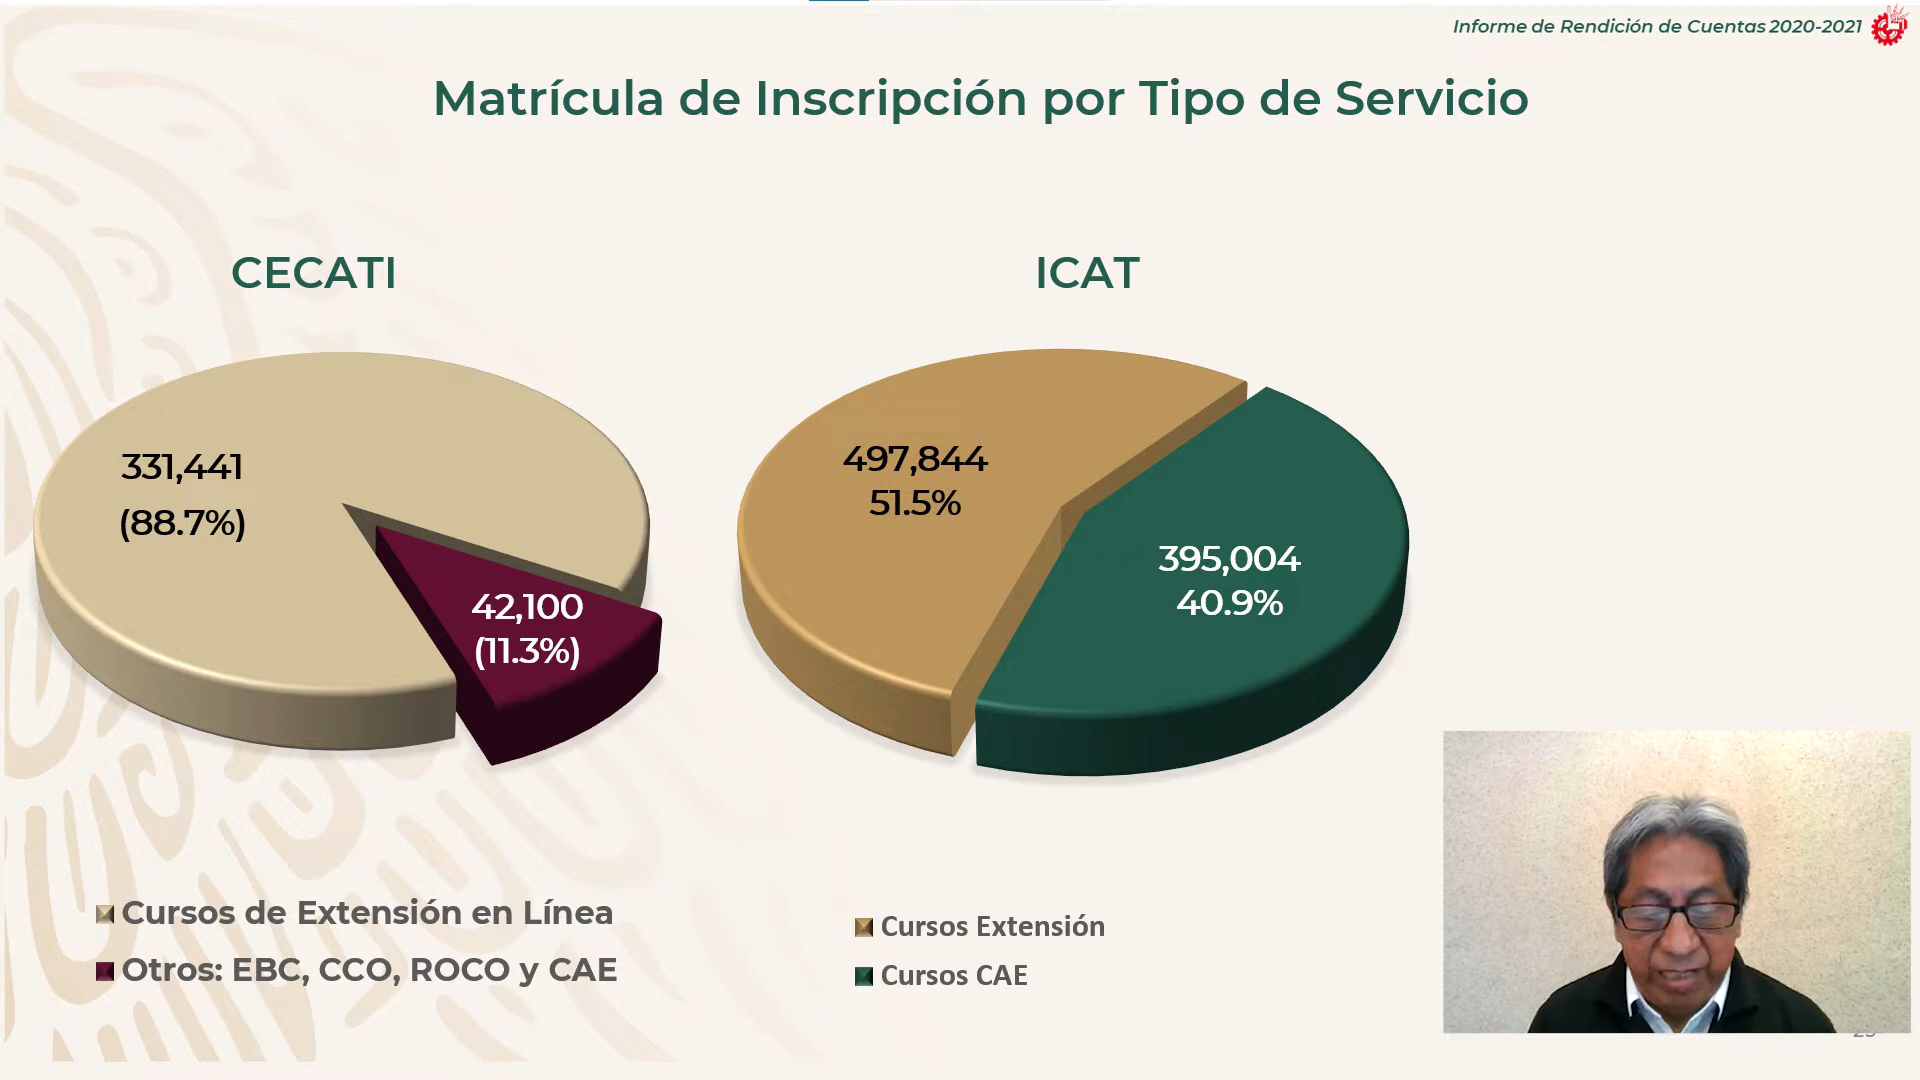 Informe de Rendición de Cuentas 2020-2021
Matrícula de Inscripción por Tipo de Servicio
CECATI
ICAT
331,441
(88.7%)
42,100
(11.3%)
497,844
51.5%
395,004
40.9%
Cursos de Extensión en Línea
Otros: EBC, CCO, ROCO y CAE
Cursos Extensión
Cursos CAE